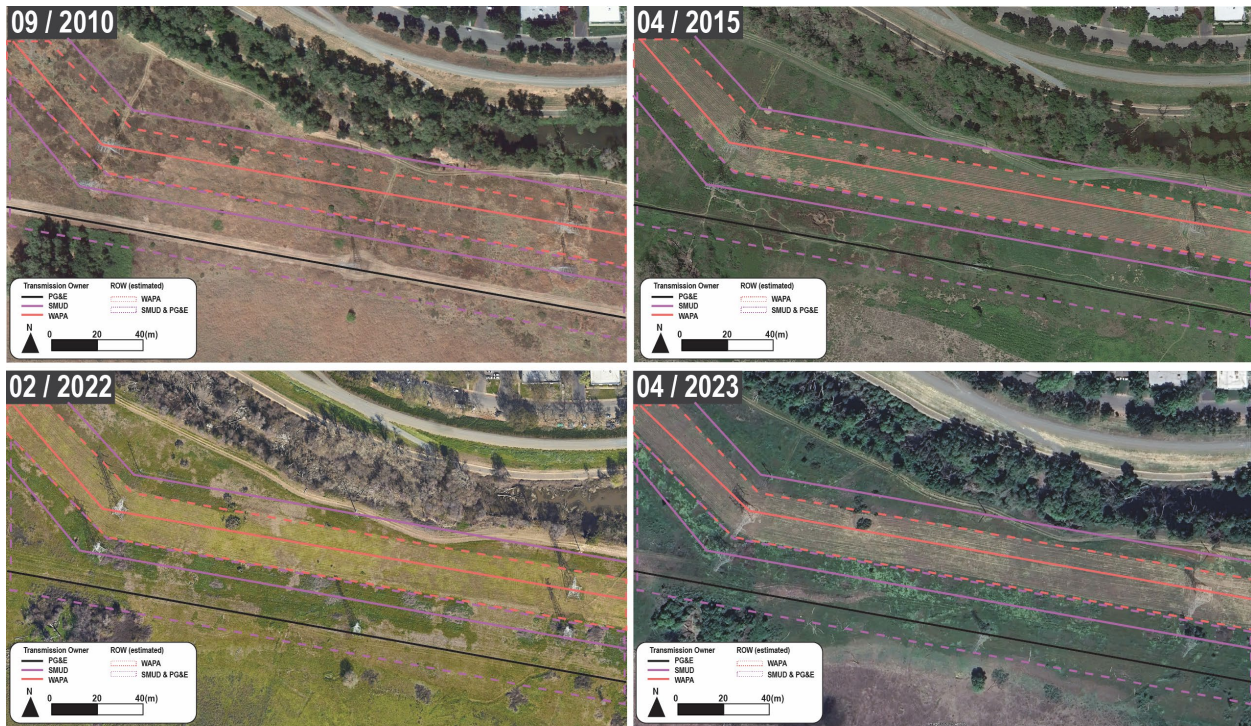 09 / 2010
Transmission Owner
ROW (estimated)
PG&E
SMUD
WAPA
WAPA
SMUD & PG&E
N
0 20 40(m)
04 / 2015
Transmission Owner
ROW (estimated)
PG&E
SMUD
WAPA
WAPA
SMUD & PG&E
N
0 20 40(m)
02 / 2022
Transmission Owner
ROW (estimated)
PG&E
SMUD
WAPA
WAPA
SMUD & PG&E
N
0 20 40(m)
04 / 2023
Transmission Owner
ROW (estimated)
PG&E
SMUD
WAPA
WAPA
SMUD & PG&E
N
0 20 40(m)